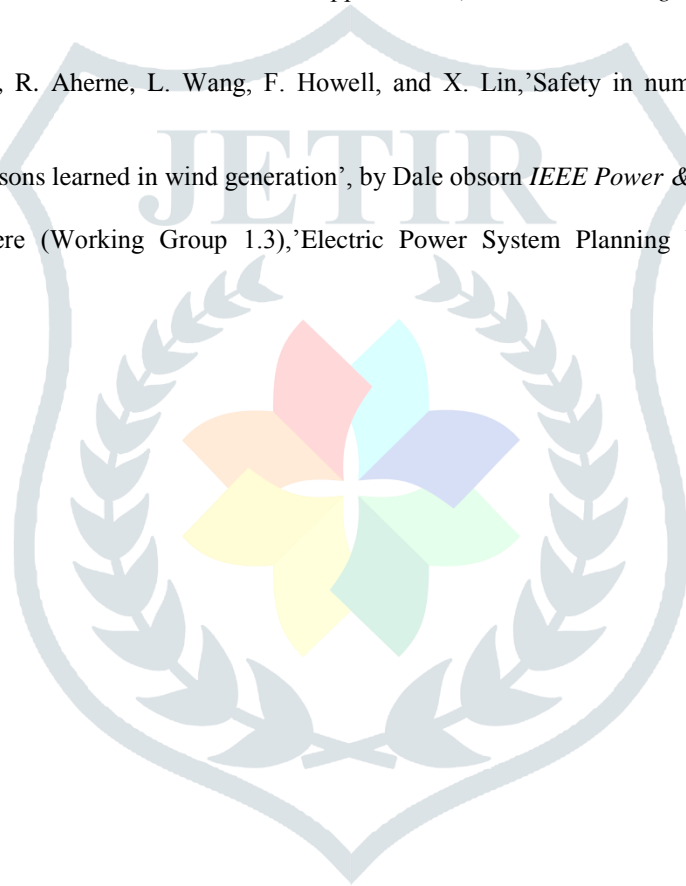 R. Aherne, L. Wang, F. Howell, and X. Lin,’Safety in num
sons learned in wind generation’, by Dale obsorn IEEE Power &
ere (Working Group 1.3),’Electric Power System Planning
JETIR